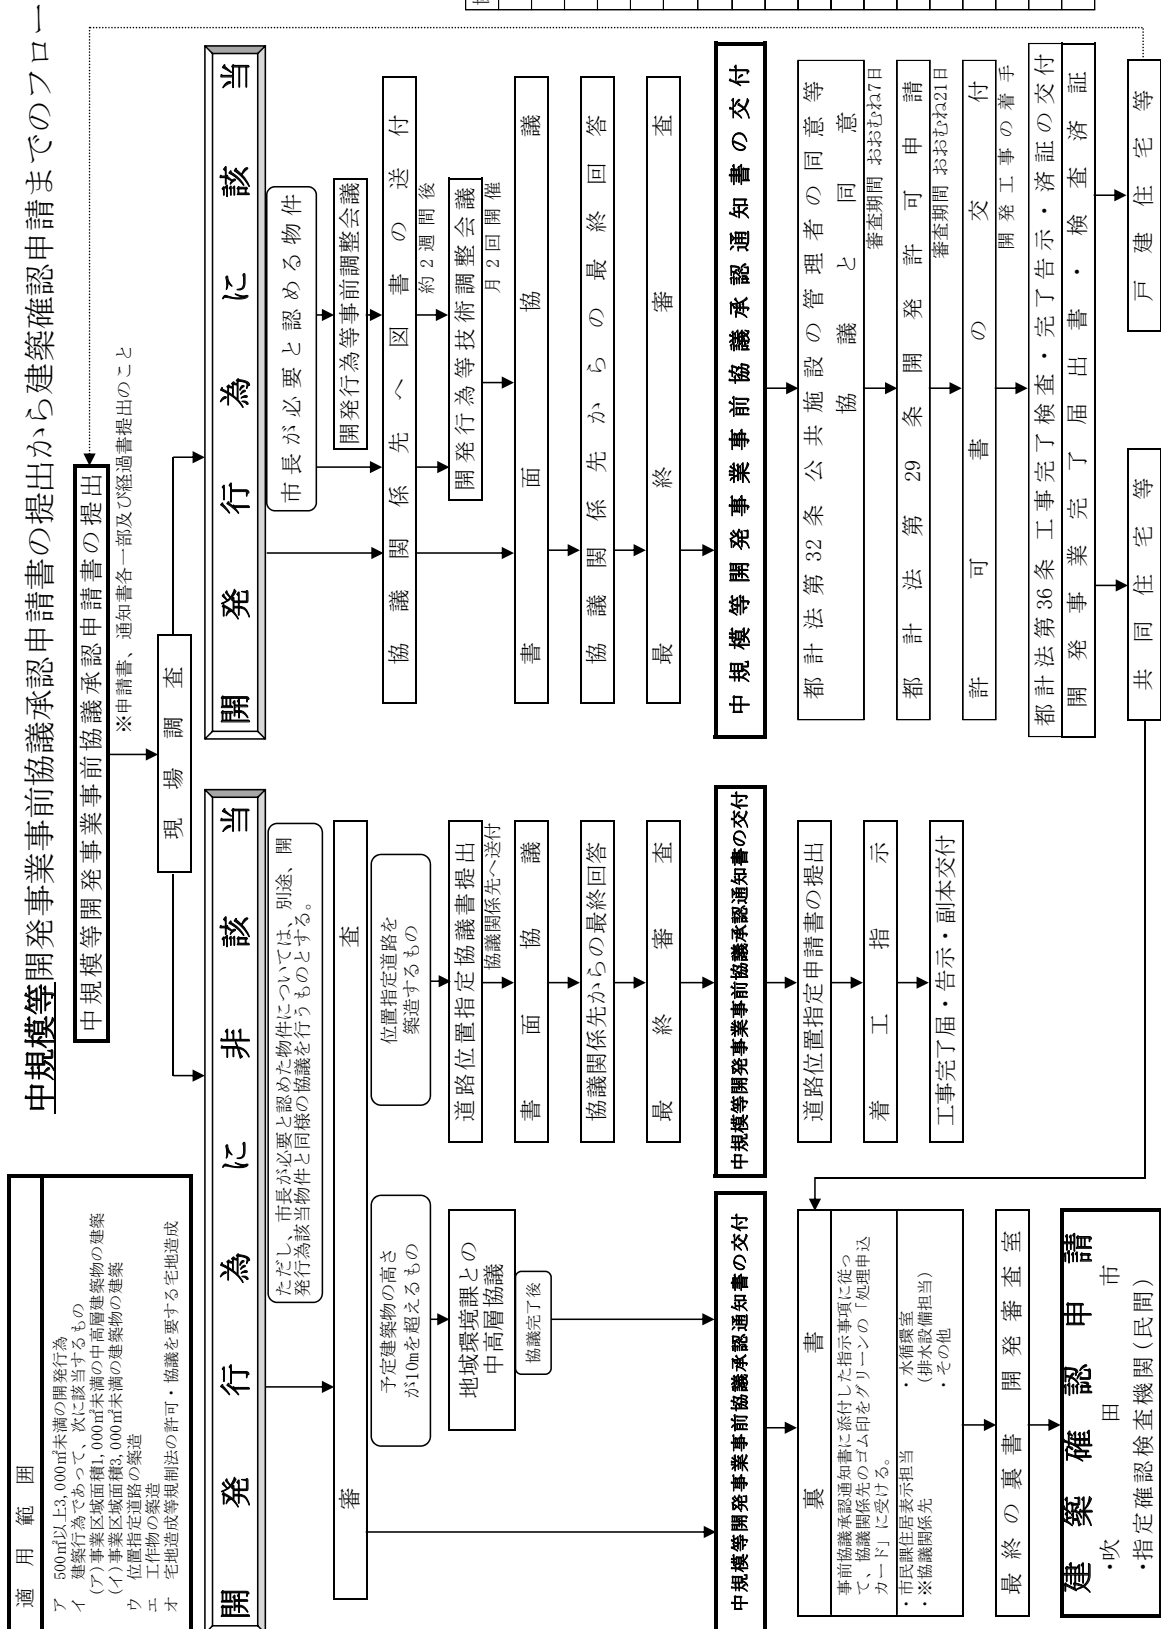 中規模等開発事業事前協議承認申請書の提出から建築確認申請までのフロー
適用範囲
ア 500㎡以上3,000㎡未満の開発行為
イ 建築行為であって、次に該当するもの
(ア)事業区域面積1,000㎡未満の中高層建築物の建築
(イ)事業区域面積3,000㎡未満の建築物の建築
ウ 位置指定道路の築造
エ 工作物の築造
オ 宅地造成等規制法の許可・協議を要する宅地造成
中規模等開発事業事前協議承認申請書の提出
※申請書、通知書各一部及び経過書提出のこと
現場調査
開発行為に非該当
ただし、市長が必要と認めた物件については、別途、開
発行為該当物件と同様の協議を行うものとする。
審査
予定建築物の高さ
が10mを超えるもの
地域環境課との
中高層協議
協議完了後
中規模等開発事業事前協議承認通知書の交付
位置指定道路を
築造するもの
道路位置指定協議書提出
協議関係先へ送付
書面協議
協議関係先からの最終回答
最終審査
中規模等開発事業事前協議承認通知書の交付
道路位置指定申請書の提出
着工指示
工事完了届・告示・副本交付
開発行為に該当
市長が必要と認める物件
開発行為等事前調整会議
協議関係先へ図書の送付
約2週間後
開発行為等技術調整会議
月2回開催
書面協議
協議関係先からの最終回答
最終審査
中規模等開発事業事前協議承認通知書の交付
都計法第32条公共施設の管理者の同意等
協議と同意
審査期間 おおむね7日
都計法第29条開発許可申請
審査期間 おおむね21日
許可書の交付
開発工事の着手
都計法第36条 工事完了検査・完了告示・済証の交付
開発事業完了届出書・検査済証
共同住宅等
戸建住宅等
裏書
事前協議承認通知書に添付した指示事項に従っ
て、協議関係先のゴム印をグリーンの「処理申込
カード」に受ける。
・市民課住居表示担当
・※協議関係先
・水循環室
(排水設備担当)
・その他
最終の裏書 開発審査室
建築確認申請
・吹田市
・指定確認検査機関(民間)